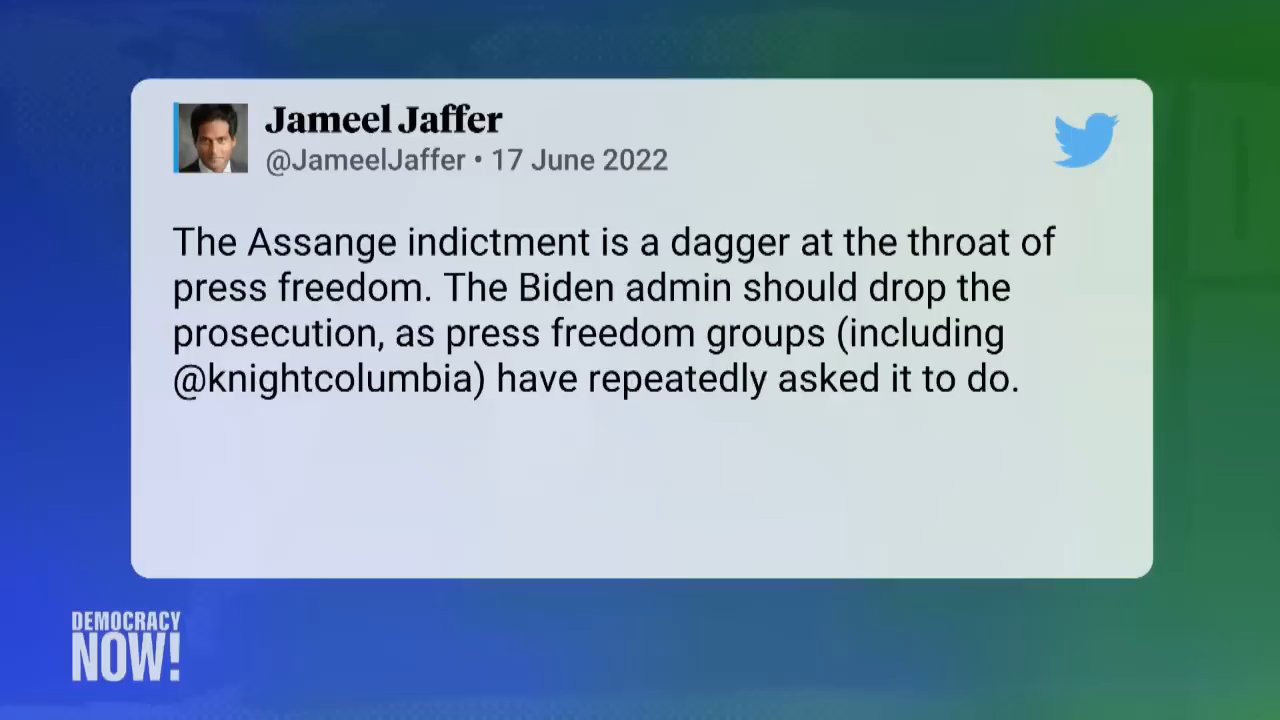 Jameel Jaffer
@JameelJaffer • 17 June 2022
The Assange indictment is a dagger at the throat of
press freedom. The Biden admin should drop the
prosecution, as press freedom groups (including
@knightcolumbia) have repeatedly asked it to do.
DEMOCRACY
NOW!